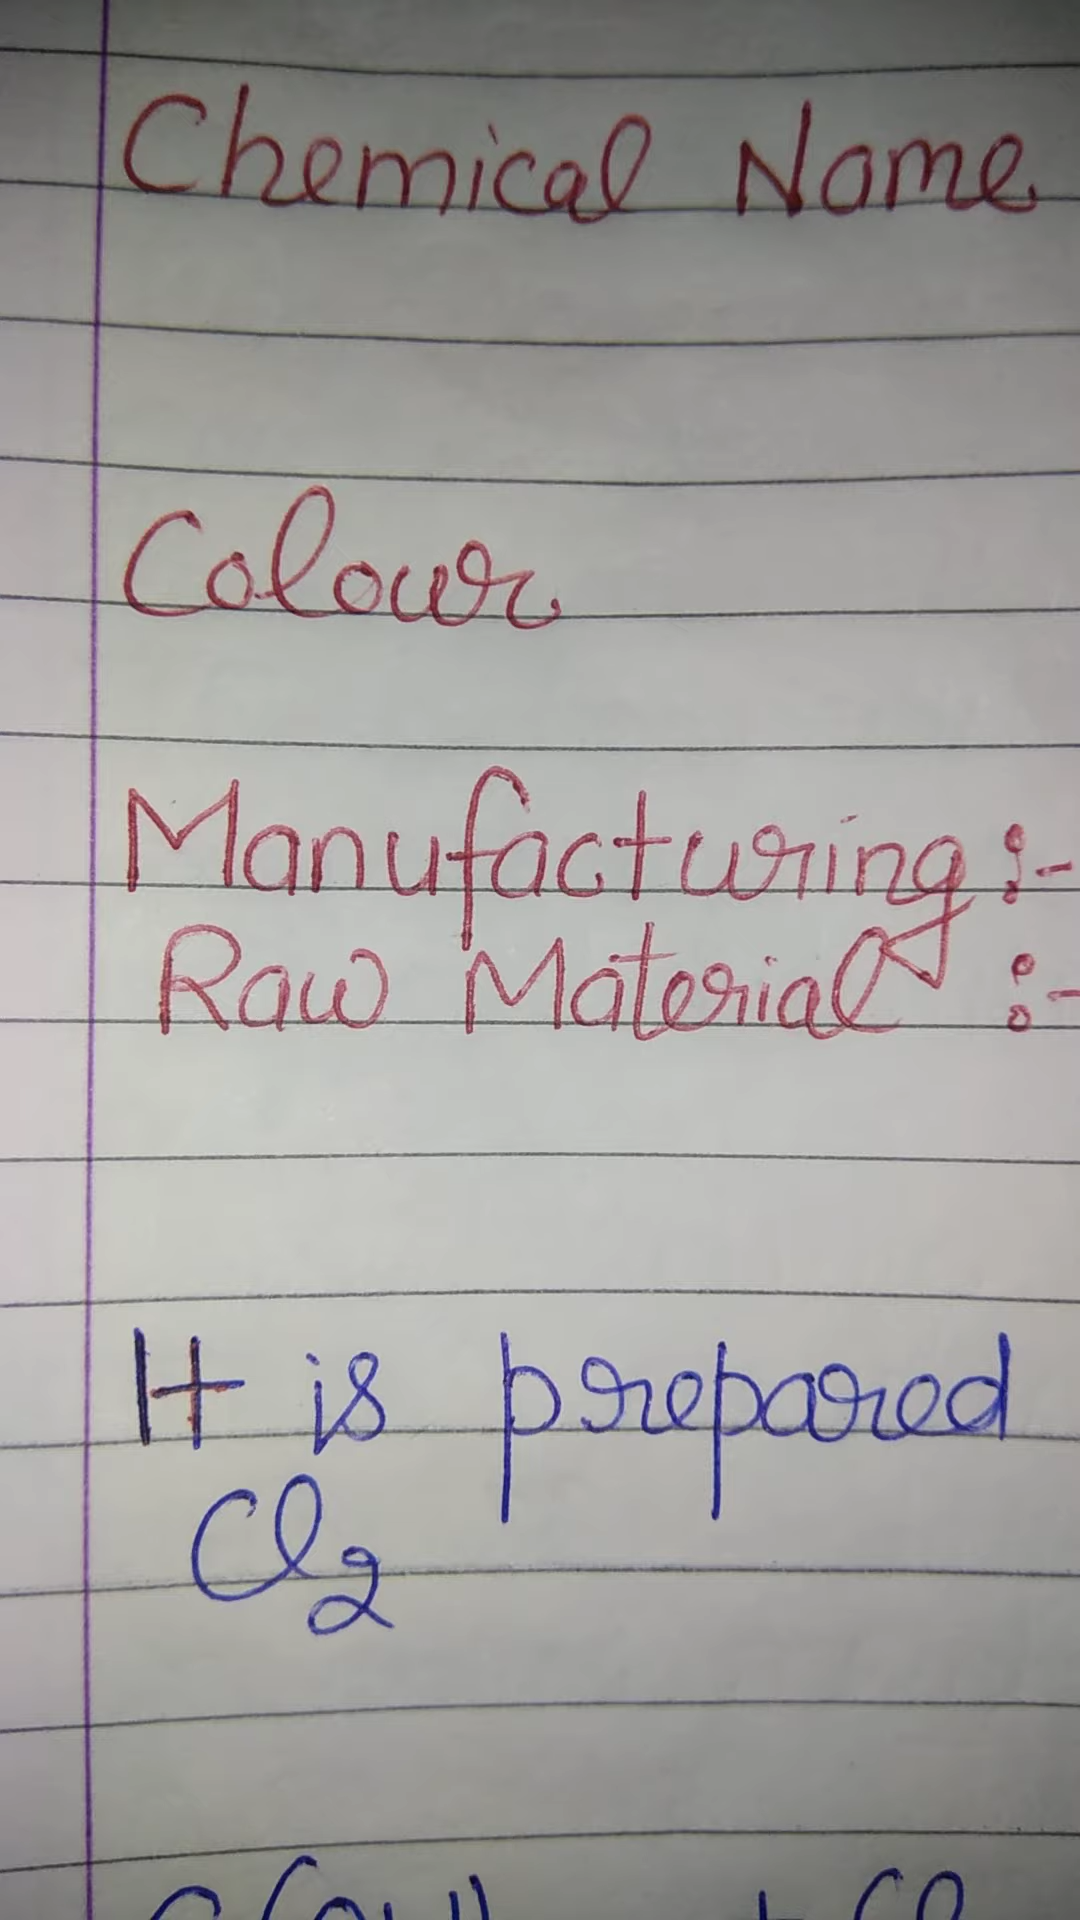 Chemical Name
Colour
Manufacturing :-
Raw Material :-
It is prepared
Cl2